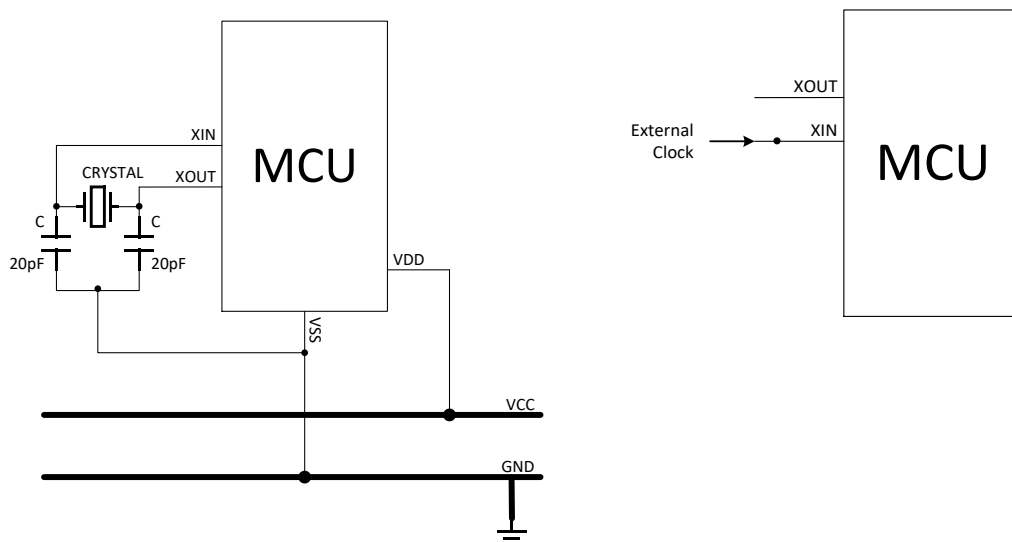 XIN
MCU
CRYSTAL
XOUT
C
C
20pF
20pF
VDD
VSS
VCC
GND
XOUT
External
Clock
XIN
MCU